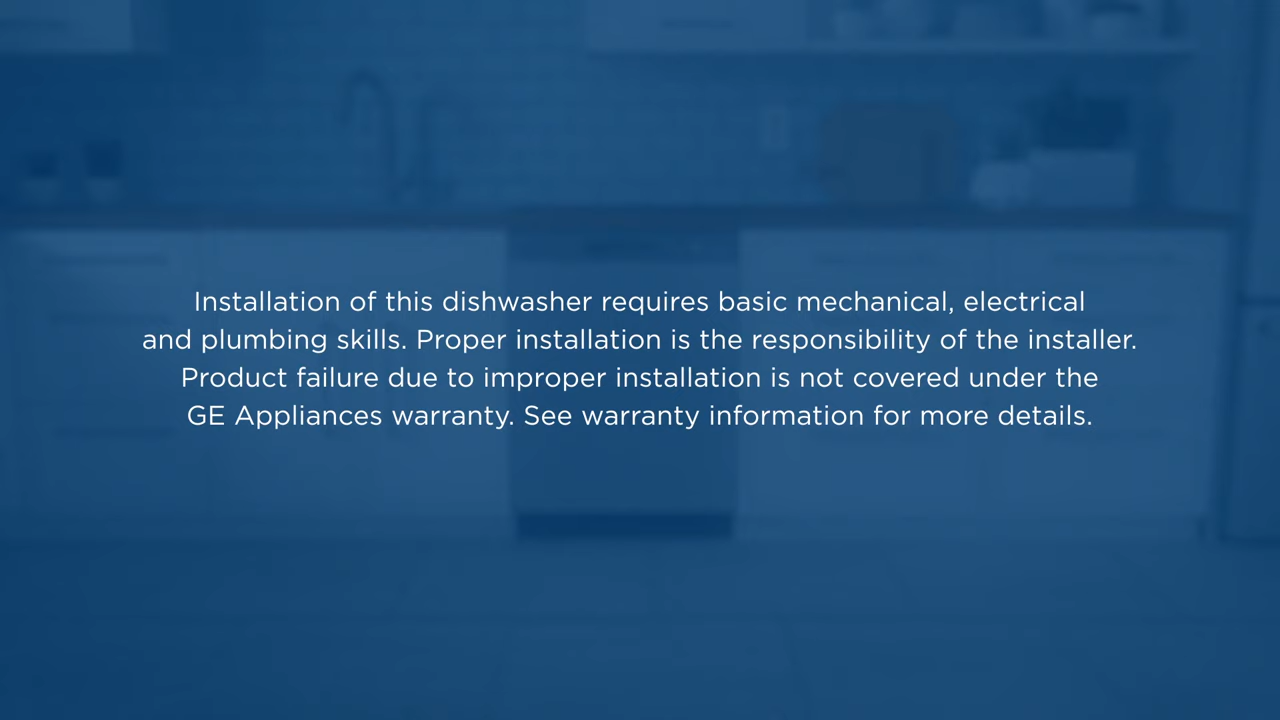 Installation of this dishwasher requires basic mechanical, electrical
and plumbing skills. Proper installation is the responsibility of the installer.
Product failure due to improper installation is not covered under the
GE Appliances warranty. See warranty information for more details.